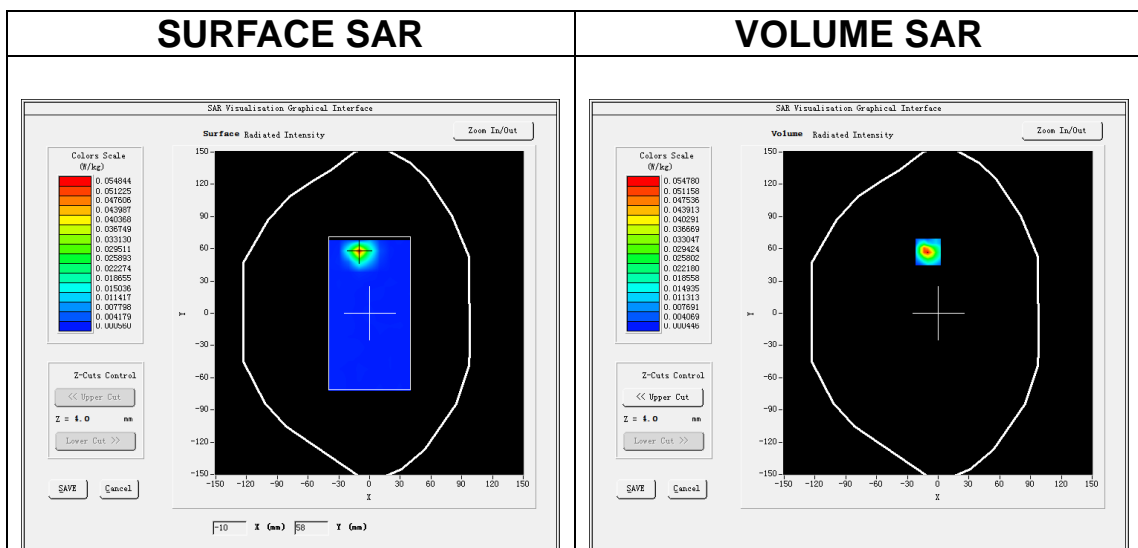 SURFACE SAR
VOLUME SAR
SAR Visualisation Graphical Interface
Surface Radiated Intensity
Zoom In/Out
Colors Scale
(W/kg)
0.054844
0.051225
0.047606
0.043987
0.040368
0.036749
0.033130
0.029511
0.025893
0.022274
0.018655
0.015036
0.011417
0.007798
0.004179
0.000560
150
120
90
60
30
0
-30
-60
-90
-120
-150
Y
-150 -120 -90 -60 -30 0 30 60 90 120 150
X
Z-Cuts Control
<< Upper Cut
Z = 4.0 mm
Lower Cut >>
SAVE Cancel
-10 X (mm) 58 Y (mm)
SAR Visualisation Graphical Interface
Volume Radiated Intensity
Zoom In/Out
Colors Scale
(W/kg)
0.054780
0.051158
0.047536
0.043913
0.040291
0.036669
0.033047
0.029424
0.025802
0.022180
0.018558
0.014935
0.011313
0.007691
0.004069
0.000446
150
120
90
60
30
0
-30
-60
-90
-120
-150
Y
-150 -120 -90 -60 -30 0 30 60 90 120 150
X
Z-Cuts Control
<< Upper Cut
Z = 4.0 mm
Lower Cut >>
SAVE Cancel